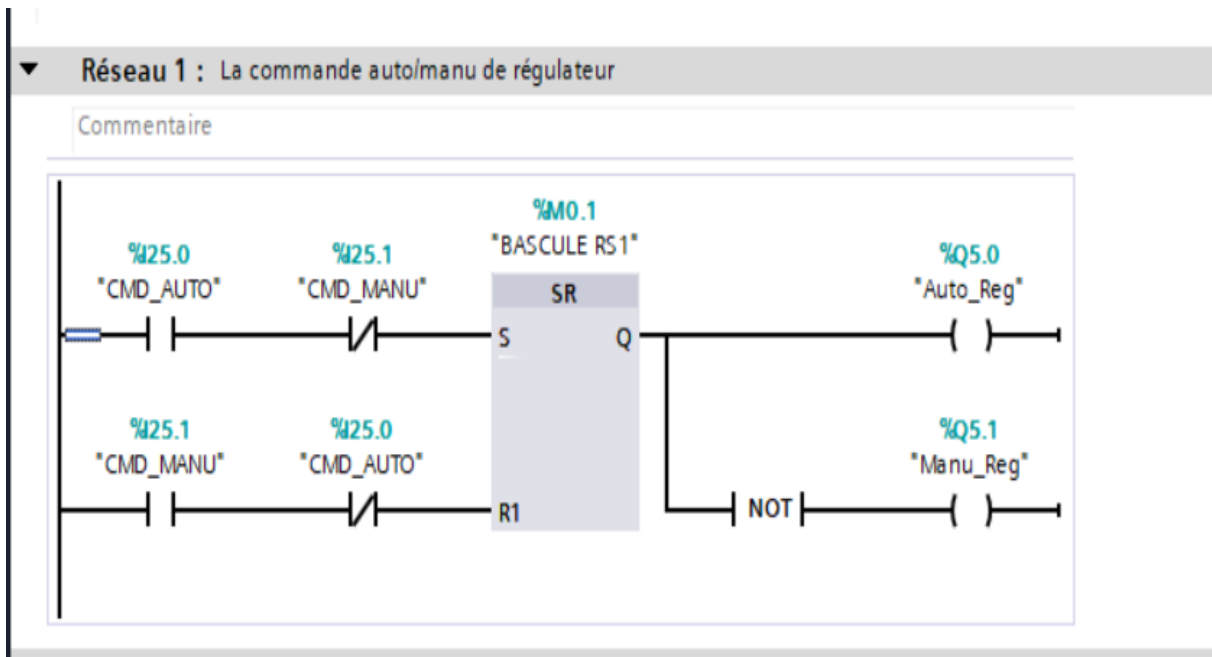 Réseau 1 : La commande auto/manu de régulateur
Commentaire
%M0.1
"BASCULE RS1"
%I25.0 %I25.1 %Q5.0
"CMD_AUTO" "CMD_MANU" SR "Auto_Reg"
S Q
%I25.1 %I25.0 %Q5.1
"CMD_MANU" "CMD_AUTO" "Manu_Reg"
R1 NOT